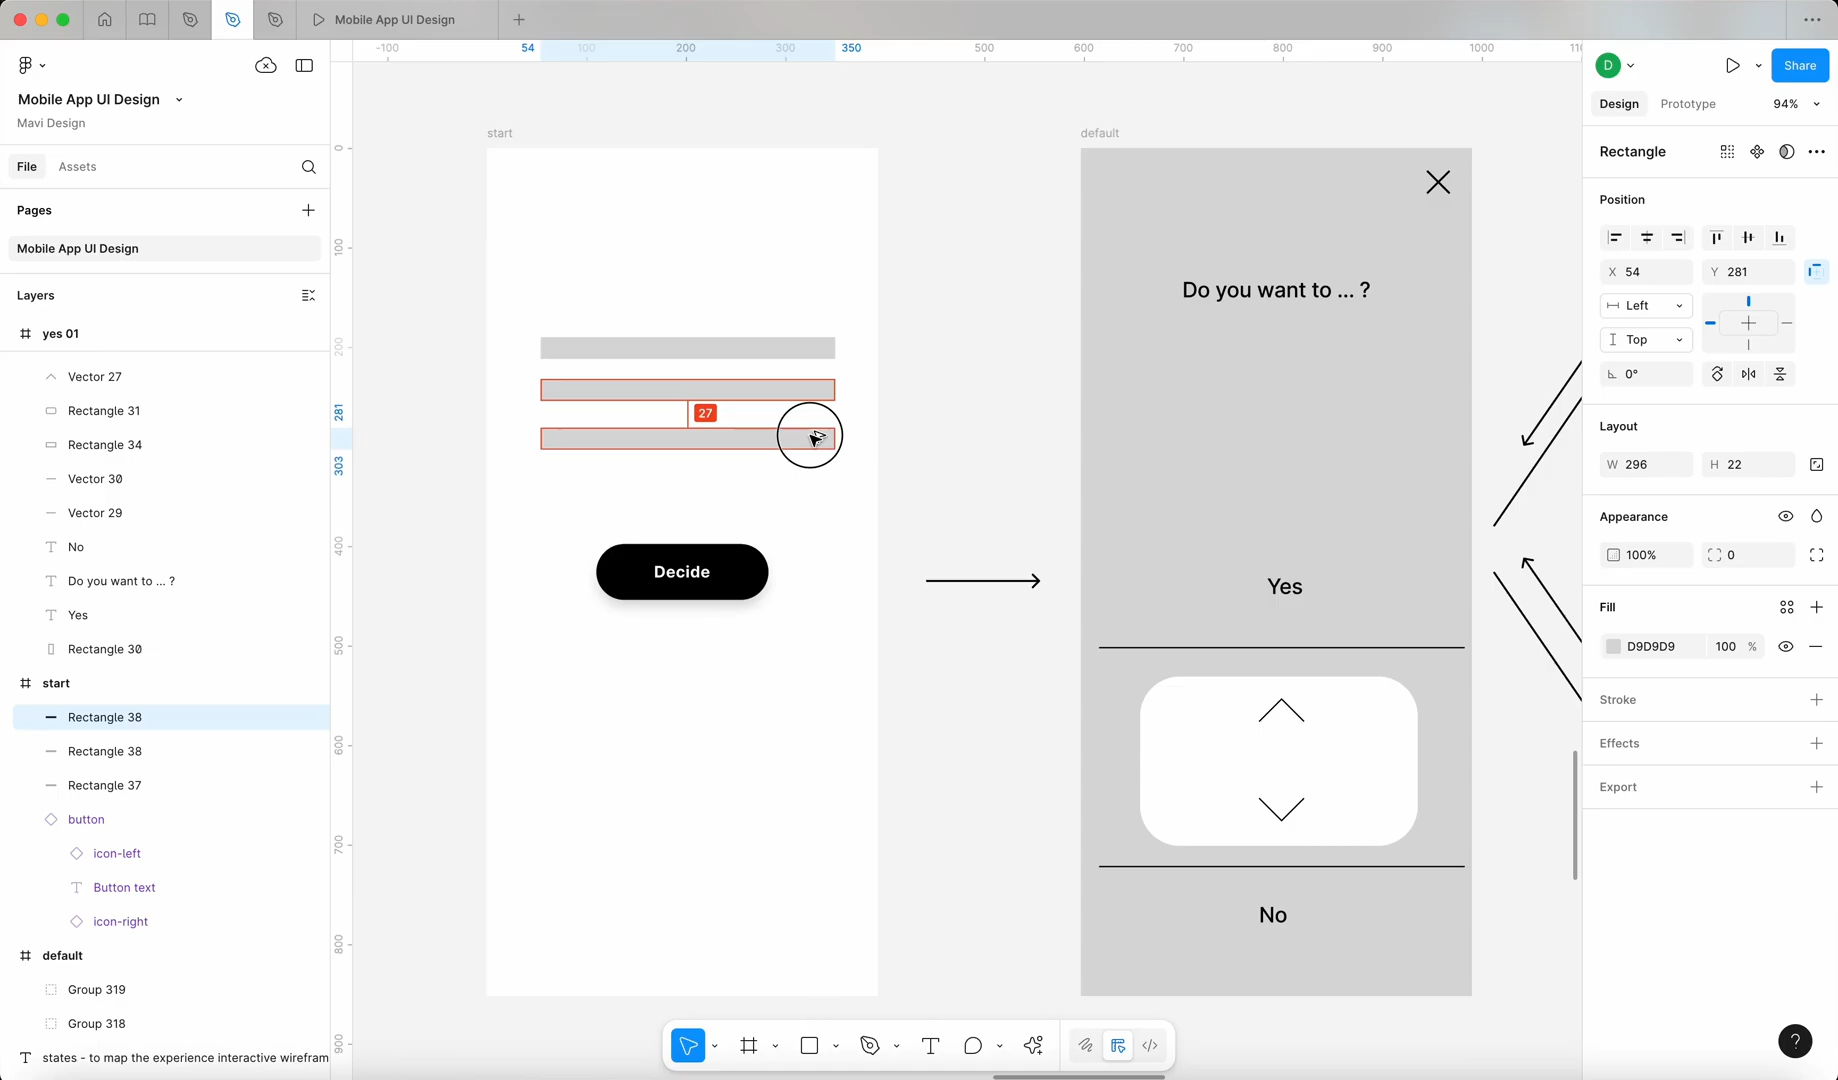 Mobile App UI Design
-100
54
100
200
300
350
500
600
700
800
900
1000
Mobile App UI Design
Mavi Design
D
Share
Design
Prototype
94%
File
Assets
Rectangle
Pages
Mobile App UI Design
Position
X 54
Y 281
Left
Top
0°
Layers
yes 01
Vector 27
Rectangle 31
Rectangle 34
Vector 30
Vector 29
No
Do you want to ... ?
Yes
Rectangle 30
start
Rectangle 38
Rectangle 38
Rectangle 37
button
icon-left
Button text
icon-right
default
Group 319
Group 318
states - to map the experience interactive wirefram
0
100
200
281
303
400
500
600
700
800
900
start
27
Decide
default
Do you want to ... ?
Yes
No
Layout
W 296
H 22
Appearance
100%
0
Fill
D9D9D9
100 %
Stroke
Effects
Export
?